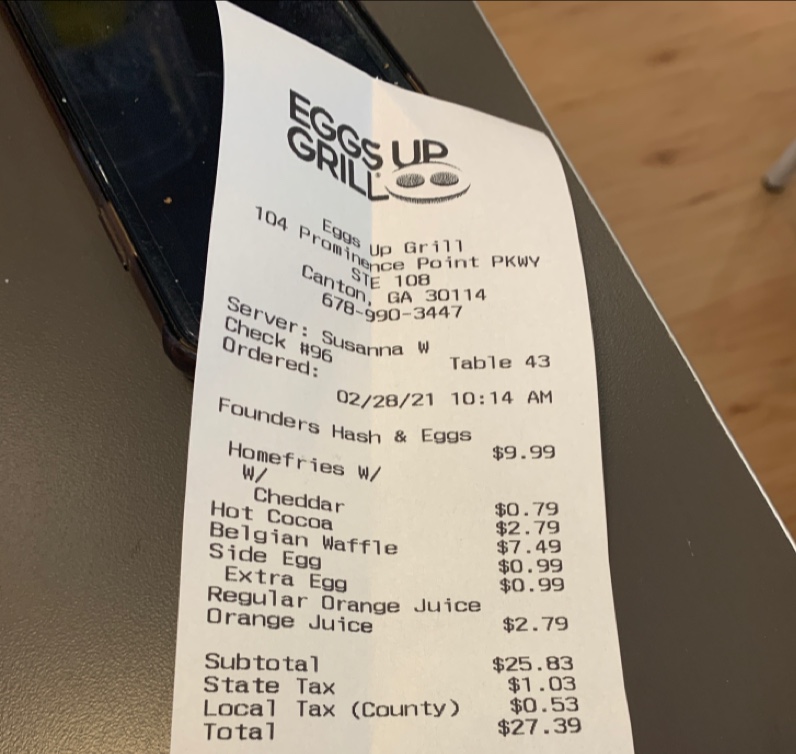 EGGS UP
GRILL
Eggs Up Grill
104 Prominence Point PKWY
STE 108
Canton, GA 30114
678-990-3447
Server: Susanna W
Check #96 Table 43
Ordered:
02/28/21 10:14 AM
Founders Hash & Eggs
$9.99
Homefries W/
W/
Cheddar $0.79
Hot Cocoa $2.79
Belgian Waffle $7.49
Side Egg $0.99
Extra Egg $0.99
Regular Orange Juice
Orange Juice $2.79
Subtotal $25.83
State Tax $1.03
Local Tax (County) $0.53
Total $27.39